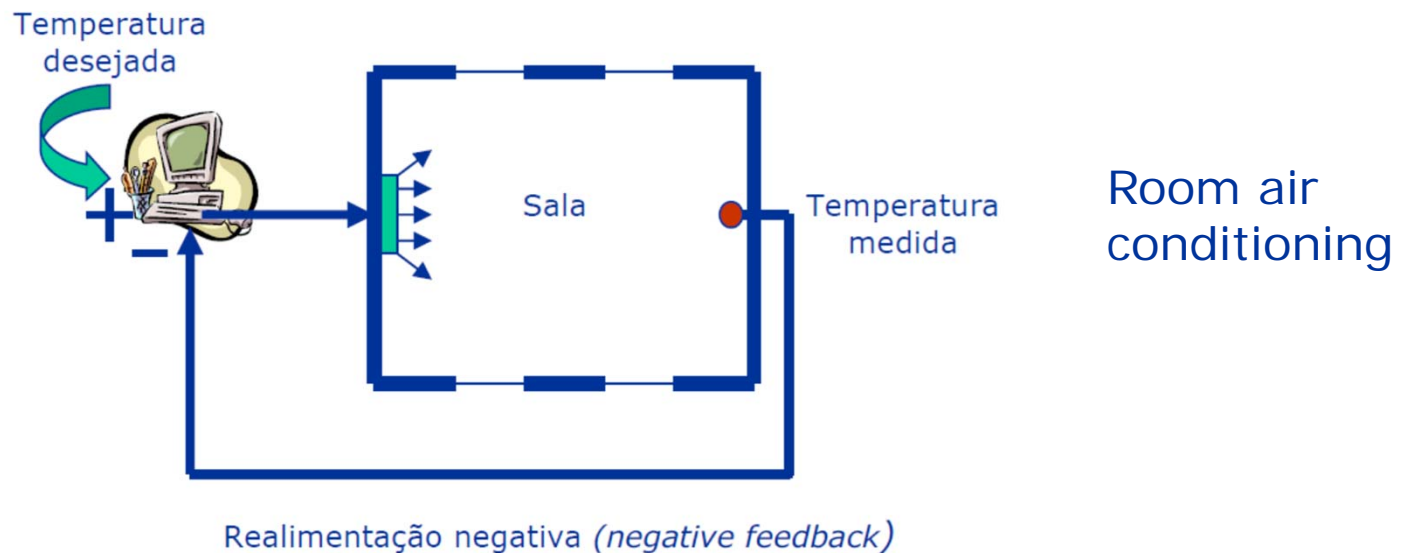 Temperatura
desejada
+
−
Sala
Temperatura
medida
Room air
conditioning
Realimentação negativa (negative feedback)